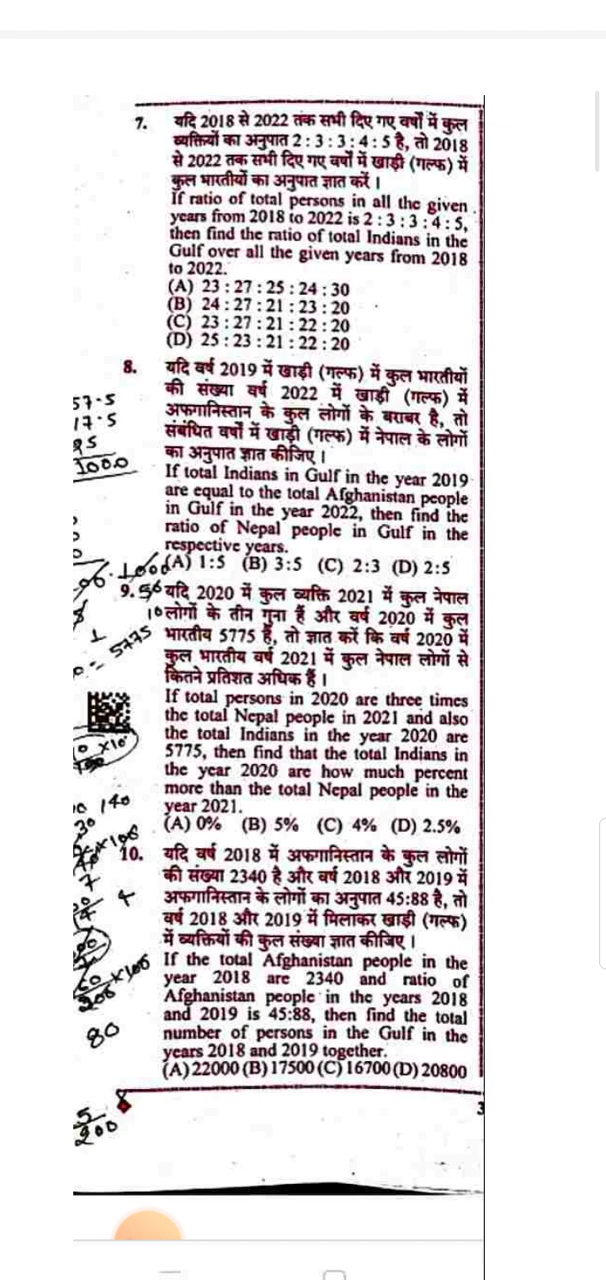 7. यदि 2018 से 2022 तक सभी दिए गए वर्षों में कुल
व्यक्तियों का अनुपात 2 : 3 : 3 : 4 : 5 है, तो 2018
से 2022 तक सभी दिए गए वर्षों में खाड़ी (गल्फ) में
कुल भारतीयों का अनुपात ज्ञात करें ।
If ratio of total persons in all the given
years from 2018 to 2022 is 2 : 3 : 3 : 4 : 5,
then find the ratio of total Indians in the
Gulf over all the given years from 2018
to 2022.
(A) 23 : 27 : 25 : 24 : 30
(B) 24 : 27 : 21 : 23 : 20
(C) 23 : 27 : 21 : 22 : 20
(D) 25 : 23 : 21 : 22 : 20
8. यदि वर्ष 2019 में खाड़ी (गल्फ) में कुल भारतीयों
की संख्या वर्ष 2022 में खाड़ी (गल्फ) में
अफगानिस्तान के कुल लोगों के बराबर है, तो
संबंधित वर्षों में खाड़ी (गल्फ) में नेपाल के लोगों
का अनुपात ज्ञात कीजिए ।
If total Indians in Gulf in the year 2019
are equal to the total Afghanistan people
in Gulf in the year 2022, then find the
ratio of Nepal people in Gulf in the
respective years.
(A) 1:5 (B) 3:5 (C) 2:3 (D) 2:5
9. यदि 2020 में कुल व्यक्ति 2021 में कुल नेपाल
लोगों के तीन गुना हैं और वर्ष 2020 में कुल
भारतीय 5775 हैं, तो ज्ञात करें कि वर्ष 2020 में
कुल भारतीय वर्ष 2021 में कुल नेपाल लोगों से
कितने प्रतिशत अधिक हैं ।
If total persons in 2020 are three times
the total Nepal people in 2021 and also
the total Indians in the year 2020 are
5775, then find that the total Indians in
the year 2020 are how much percent
more than the total Nepal people in the
year 2021.
(A) 0% (B) 5% (C) 4% (D) 2.5%
10. यदि वर्ष 2018 में अफगानिस्तान के कुल लोगों
की संख्या 2340 है और वर्ष 2018 और 2019 में
अफगानिस्तान के लोगों का अनुपात 45:88 है, तो
वर्ष 2018 और 2019 में मिलाकर खाड़ी (गल्फ)
में व्यक्तियों की कुल संख्या ज्ञात कीजिए ।
If the total Afghanistan people in the
year 2018 are 2340 and ratio of
Afghanistan people in the years 2018
and 2019 is 45:88, then find the total
number of persons in the Gulf in the
years 2018 and 2019 together.
(A) 22000 (B) 17500 (C) 16700 (D) 20800
3
57.5
17.5
1000
5775
140
80
5/200